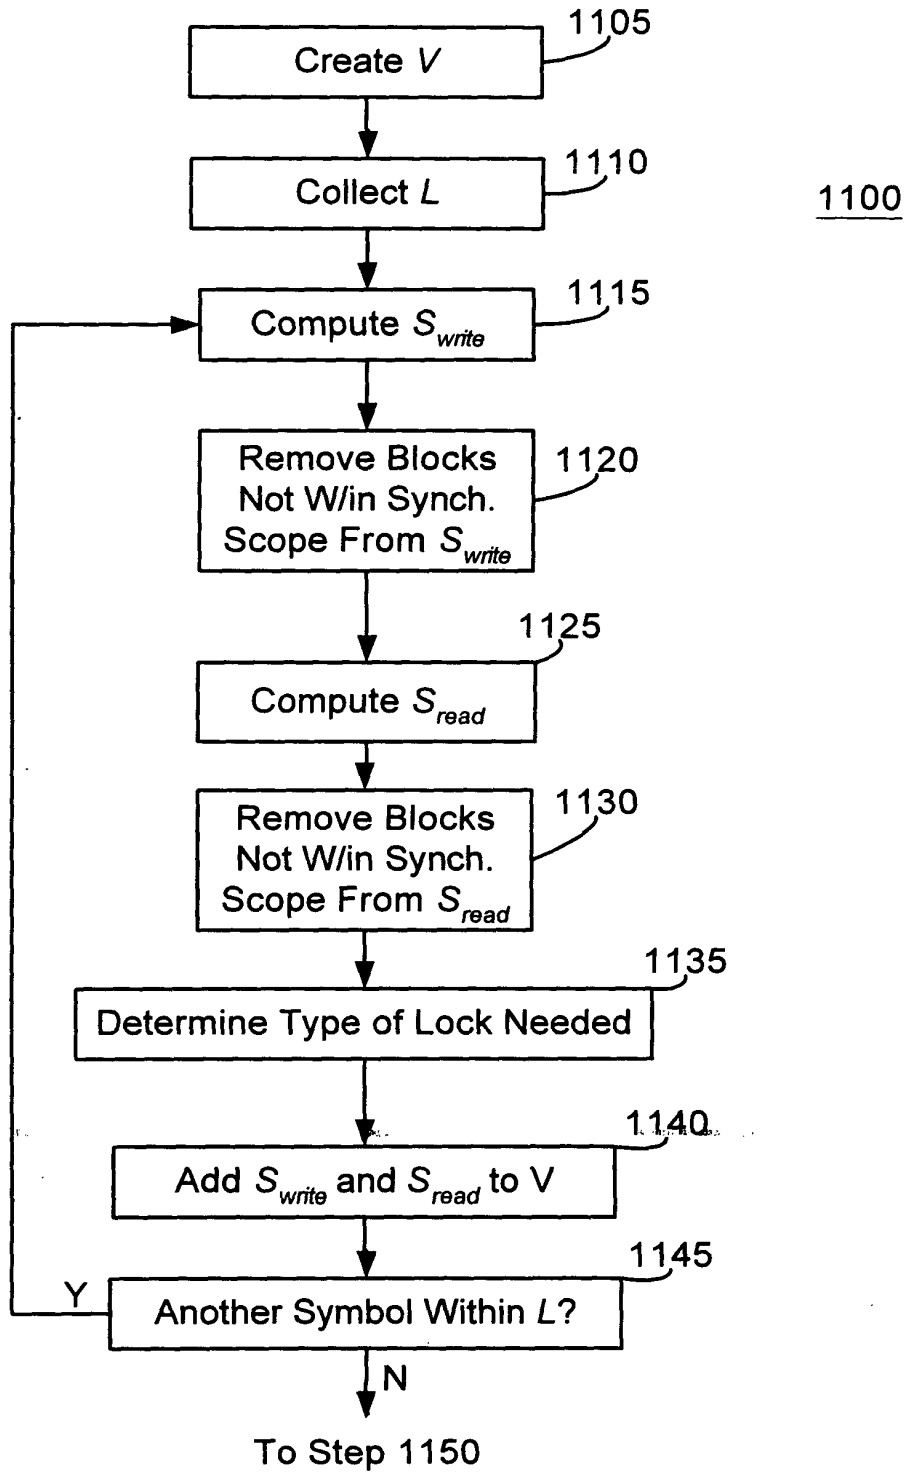 1105
Create V
1110
Collect L
1100
1115
Compute Swrite
Remove Blocks
Not W/in Synch.
Scope From Swrite
1120
1125
Compute Sread
1130
Remove Blocks
Not W/in Synch.
Scope From Sread
1135
Determine Type of Lock Needed
1140
Add Swrite and Sread to V
1145
Another Symbol Within L?
Y
N
To Step 1150